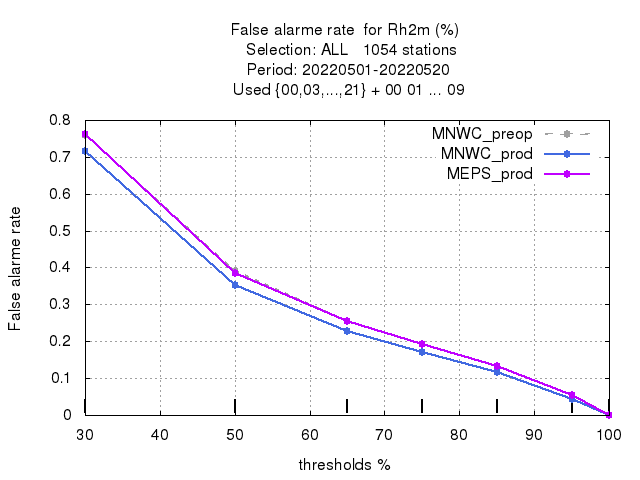 False alarme rate  for Rh2m (%)
Selection: ALL   1054 stations
Period: 20220501-20220520
Used {00,03,...,21} + 00 01 ... 09
MNWC_preop
MNWC_prod
MEPS_prod
False alarme rate
0.8
0.7
0.6
0.5
0.4
0.3
0.2
0.1
0
30 40 50 60 70 80 90 100
thresholds %